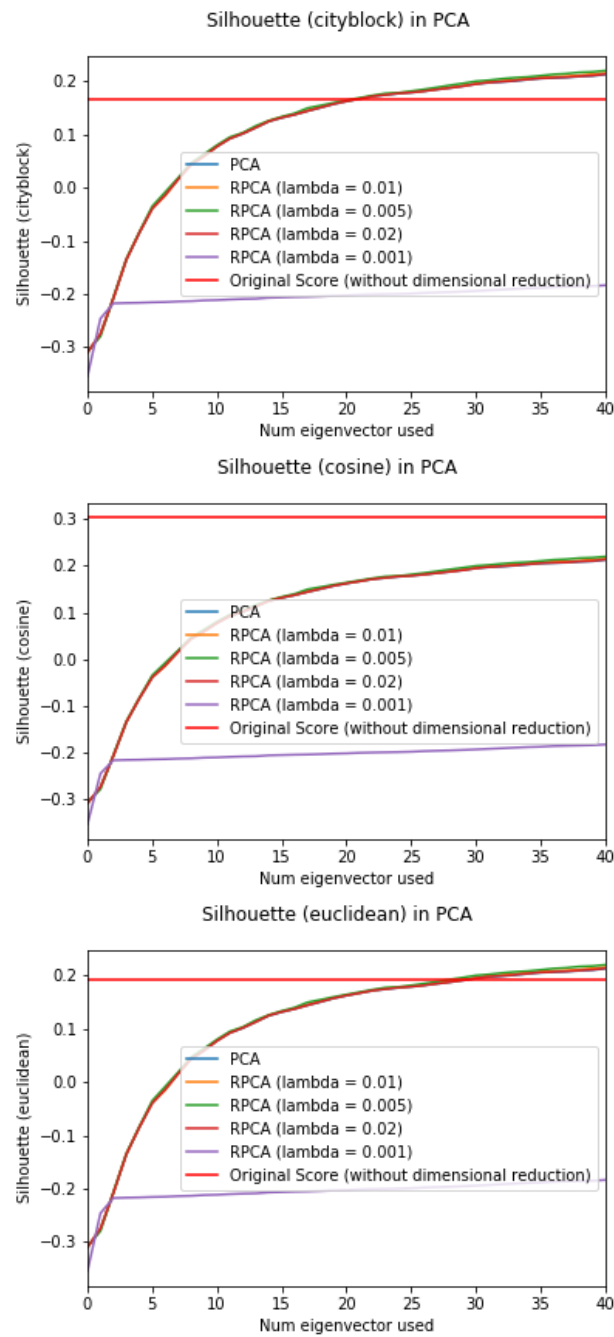 Silhouette (cityblock) in PCA
Silhouette (cityblock)
0.2
0.1
0.0
−0.1
−0.2
−0.3
PCA
RPCA (lambda = 0.01)
RPCA (lambda = 0.005)
RPCA (lambda = 0.02)
RPCA (lambda = 0.001)
Original Score (without dimensional reduction)
0 5 10 15 20 25 30 35 40
Num eigenvector used
Silhouette (cosine) in PCA
Silhouette (cosine)
0.3
0.2
0.1
0.0
−0.1
−0.2
−0.3
PCA
RPCA (lambda = 0.01)
RPCA (lambda = 0.005)
RPCA (lambda = 0.02)
RPCA (lambda = 0.001)
Original Score (without dimensional reduction)
0 5 10 15 20 25 30 35 40
Num eigenvector used
Silhouette (euclidean) in PCA
Silhouette (euclidean)
0.2
0.1
0.0
−0.1
−0.2
−0.3
PCA
RPCA (lambda = 0.01)
RPCA (lambda = 0.005)
RPCA (lambda = 0.02)
RPCA (lambda = 0.001)
Original Score (without dimensional reduction)
0 5 10 15 20 25 30 35 40
Num eigenvector used